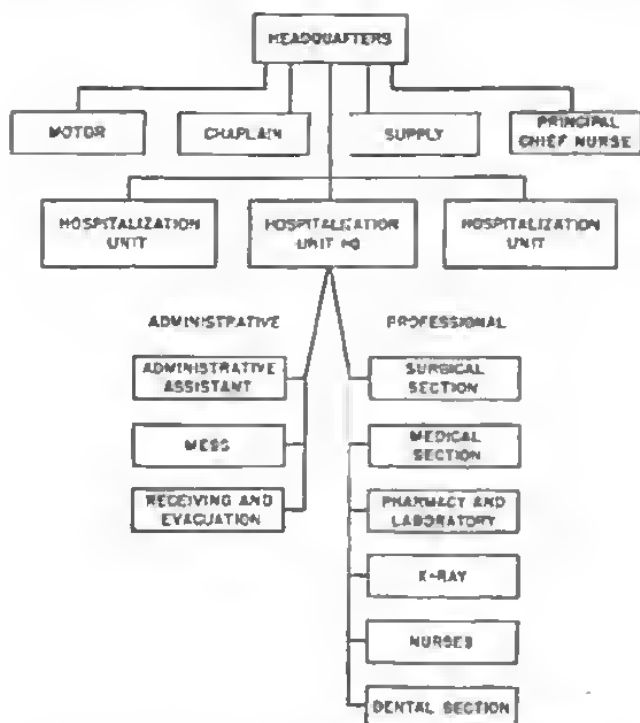 HEADQUARTERS
MOTOR
CHAPLAIN
SUPPLY
PRINCIPAL
CHIEF NURSE
HOSPITALIZATION
UNIT
HOSPITALIZATION
UNIT HQ
HOSPITALIZATION
UNIT
ADMINISTRATIVE
PROFESSIONAL
ADMINISTRATIVE
ASSISTANT
SURGICAL
SECTION
MESS
MEDICAL
SECTION
RECEIVING AND
EVACUATION
PHARMACY AND
LABORATORY
X-RAY
NURSES
DENTAL SECTION